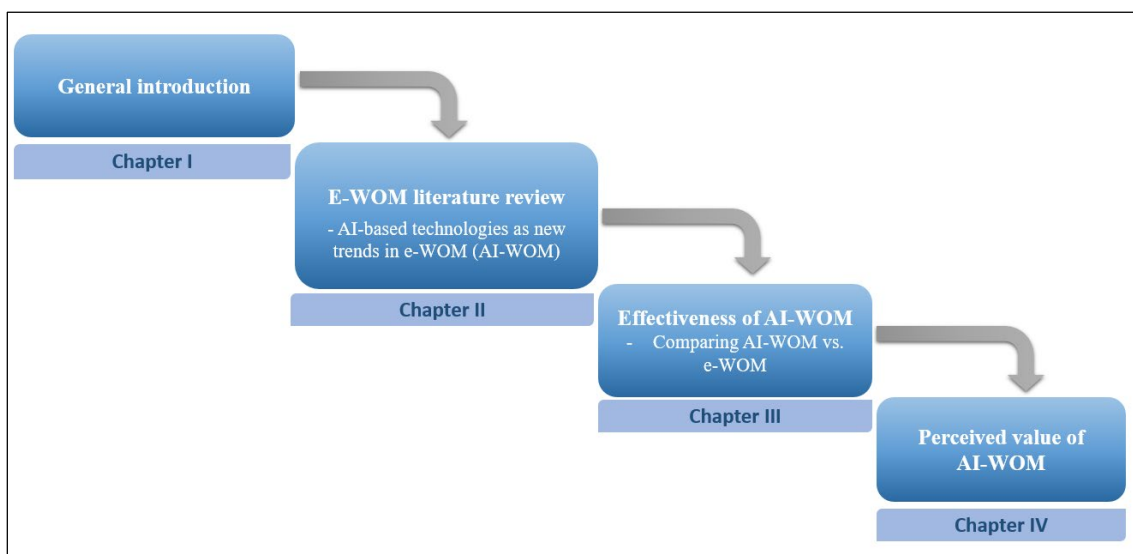 General introduction
Chapter I
E-WOM literature review
- AI-based technologies as new
trends in e-WOM (AI-WOM)
Chapter II
Effectiveness of AI-WOM
- Comparing AI-WOM vs.
e-WOM
Chapter III
Perceived value of
AI-WOM
Chapter IV